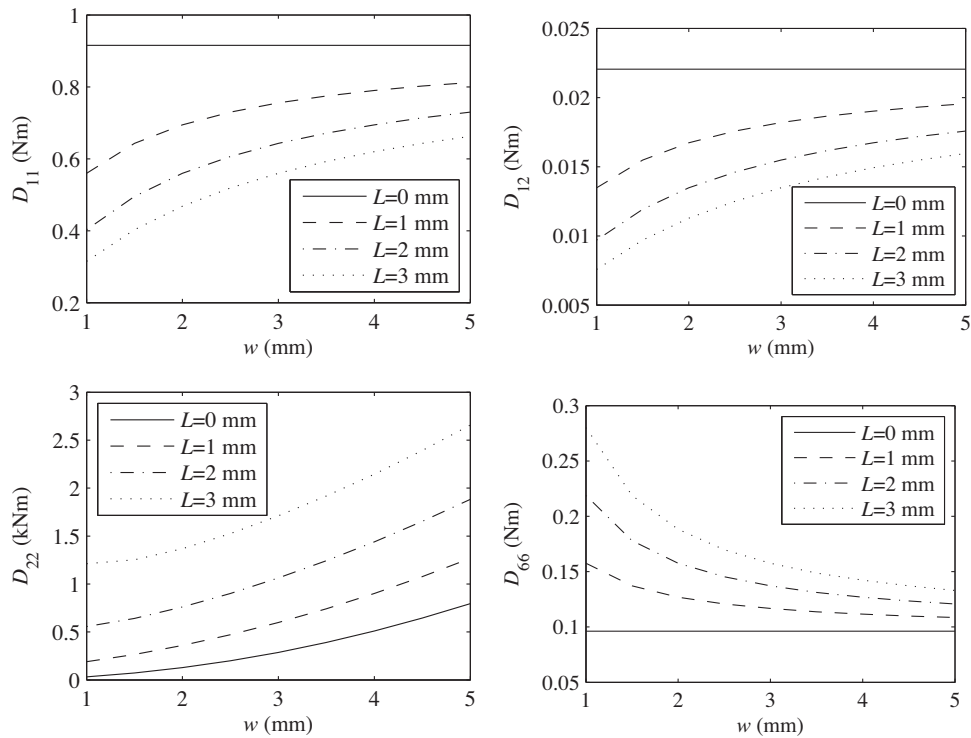 1
0.8
0.6
0.4
0.2
D11 (Nm)
L=0 mm
L=1 mm
L=2 mm
L=3 mm
1 2 3 4 5
w (mm)
0.025
0.02
0.015
0.01
0.005
D12 (Nm)
L=0 mm
L=1 mm
L=2 mm
L=3 mm
1 2 3 4 5
w (mm)
3
2.5
2
1.5
1
0.5
0
D22 (kNm)
L=0 mm
L=1 mm
L=2 mm
L=3 mm
1 2 3 4 5
w (mm)
0.3
0.25
0.2
0.15
0.1
0.05
D66 (Nm)
L=0 mm
L=1 mm
L=2 mm
L=3 mm
1 2 3 4 5
w (mm)